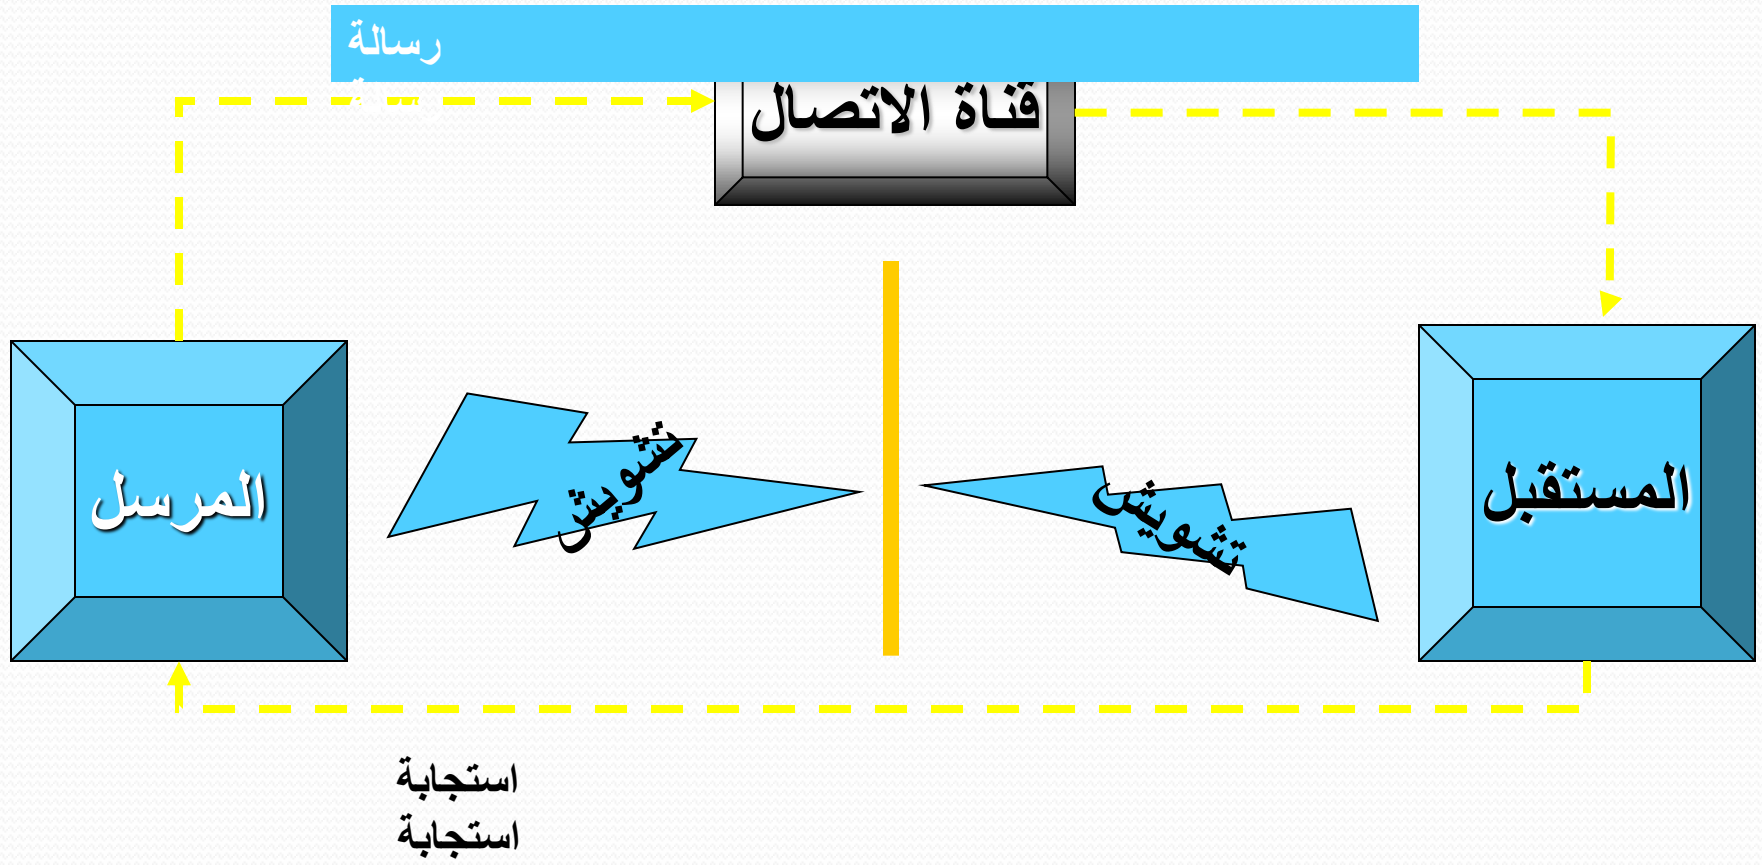 رسالة
قناة الاتصال
المرسل
تشويش
تشويش
المستقبل
استجابة
استجابة